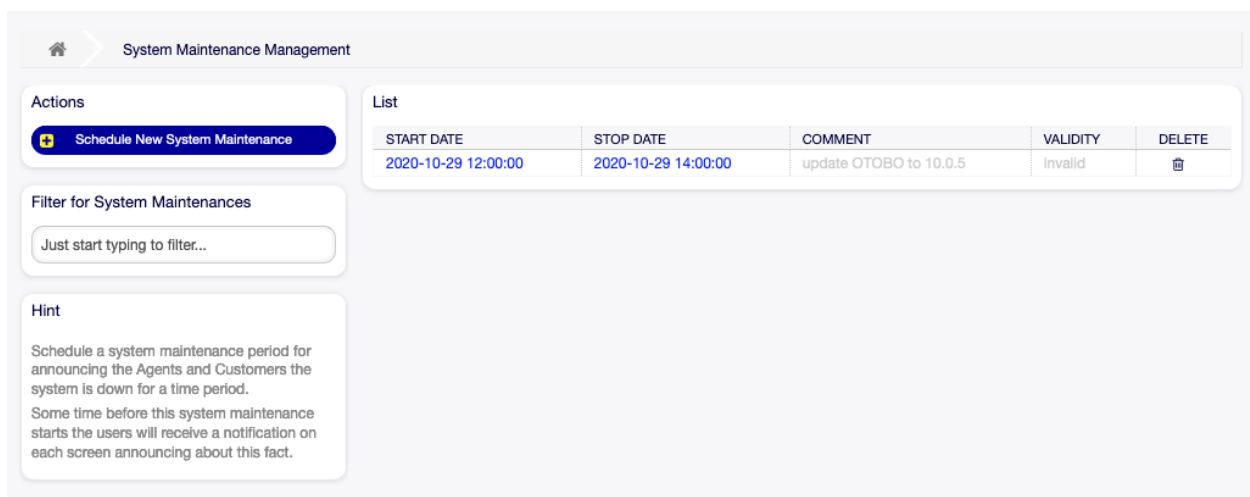 System Maintenance Management
Actions
Schedule New System Maintenance
Filter for System Maintenances
Just start typing to filter...
Hint
Schedule a system maintenance period for
announcing the Agents and Customers the
system is down for a time period.
Some time before this system maintenance
starts the users will receive a notification on
each screen announcing about this fact.
List
START DATE STOP DATE COMMENT VALIDITY DELETE
2020-10-29 12:00:00 2020-10-29 14:00:00 update OTOBO to 10.0.5 invalid